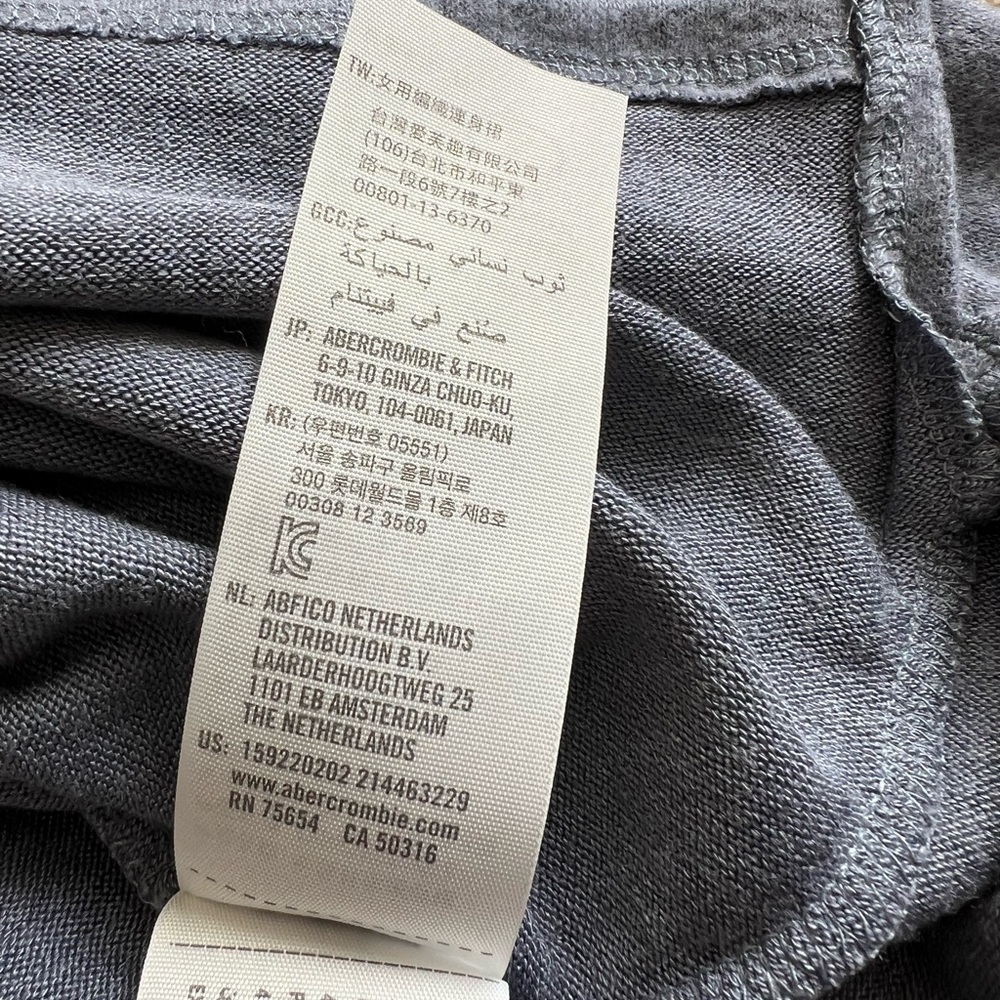 TW:女用編織連身裙
台灣愛芙趣有限公司
(106)台北市和平東
路一段6號7樓之2
00801-13-6370
GCC: ثوب نسائي مصنوع
بالحياكة
صُنع في فييتنام
JP: ABERCROMBIE & FITCH
6-9-10 GINZA CHUO-KU,
TOKYO, 104-0061, JAPAN
KR: (우편번호 05551)
서울 송파구 올림픽로
300 롯데월드몰 1층 제8호
00308 12 3569
KC
NL: ABFICO NETHERLANDS
DISTRIBUTION B.V.
LAARDERHOOGTWEG 25
1101 EB AMSTERDAM
THE NETHERLANDS
US: 159220202 214463229
www.abercrombie.com
RN 75654 CA 50316